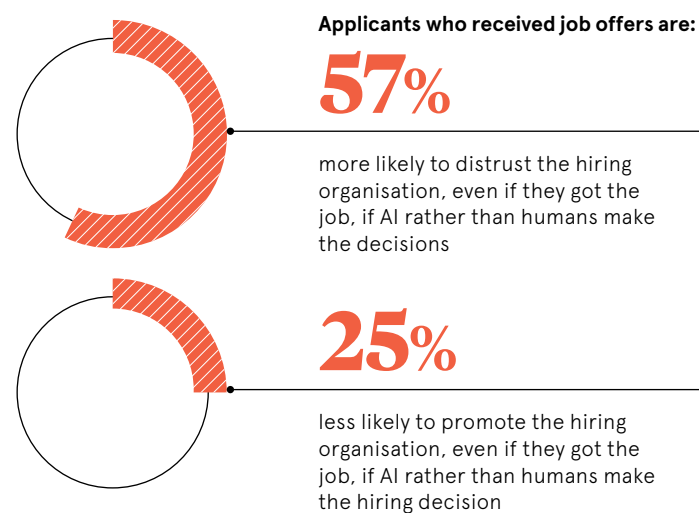 Applicants who received job offers are:
57%
more likely to distrust the hiring
organisation, even if they got the
job, if AI rather than humans make
the decisions
25%
less likely to promote the hiring
organisation, even if they got the
job, if AI rather than humans make
the hiring decision